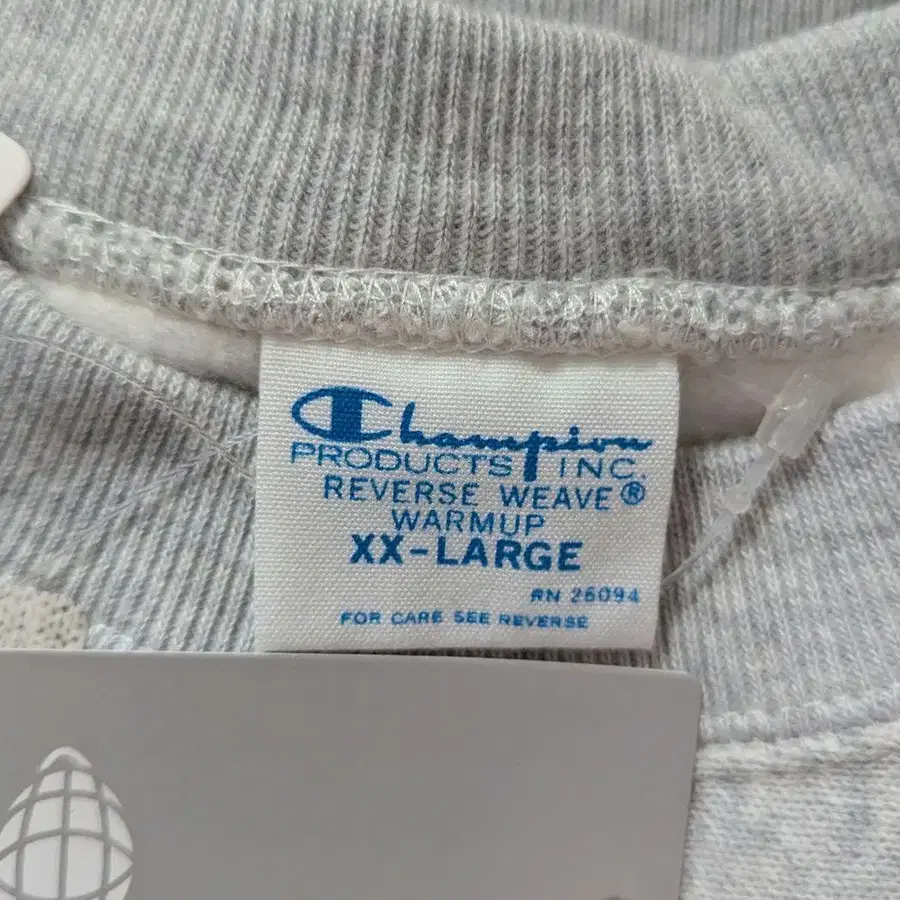 Champion
PRODUCTS INC.
REVERSE WEAVE®
WARMUP
XX-LARGE
RN 26094
FOR CARE SEE REVERSE